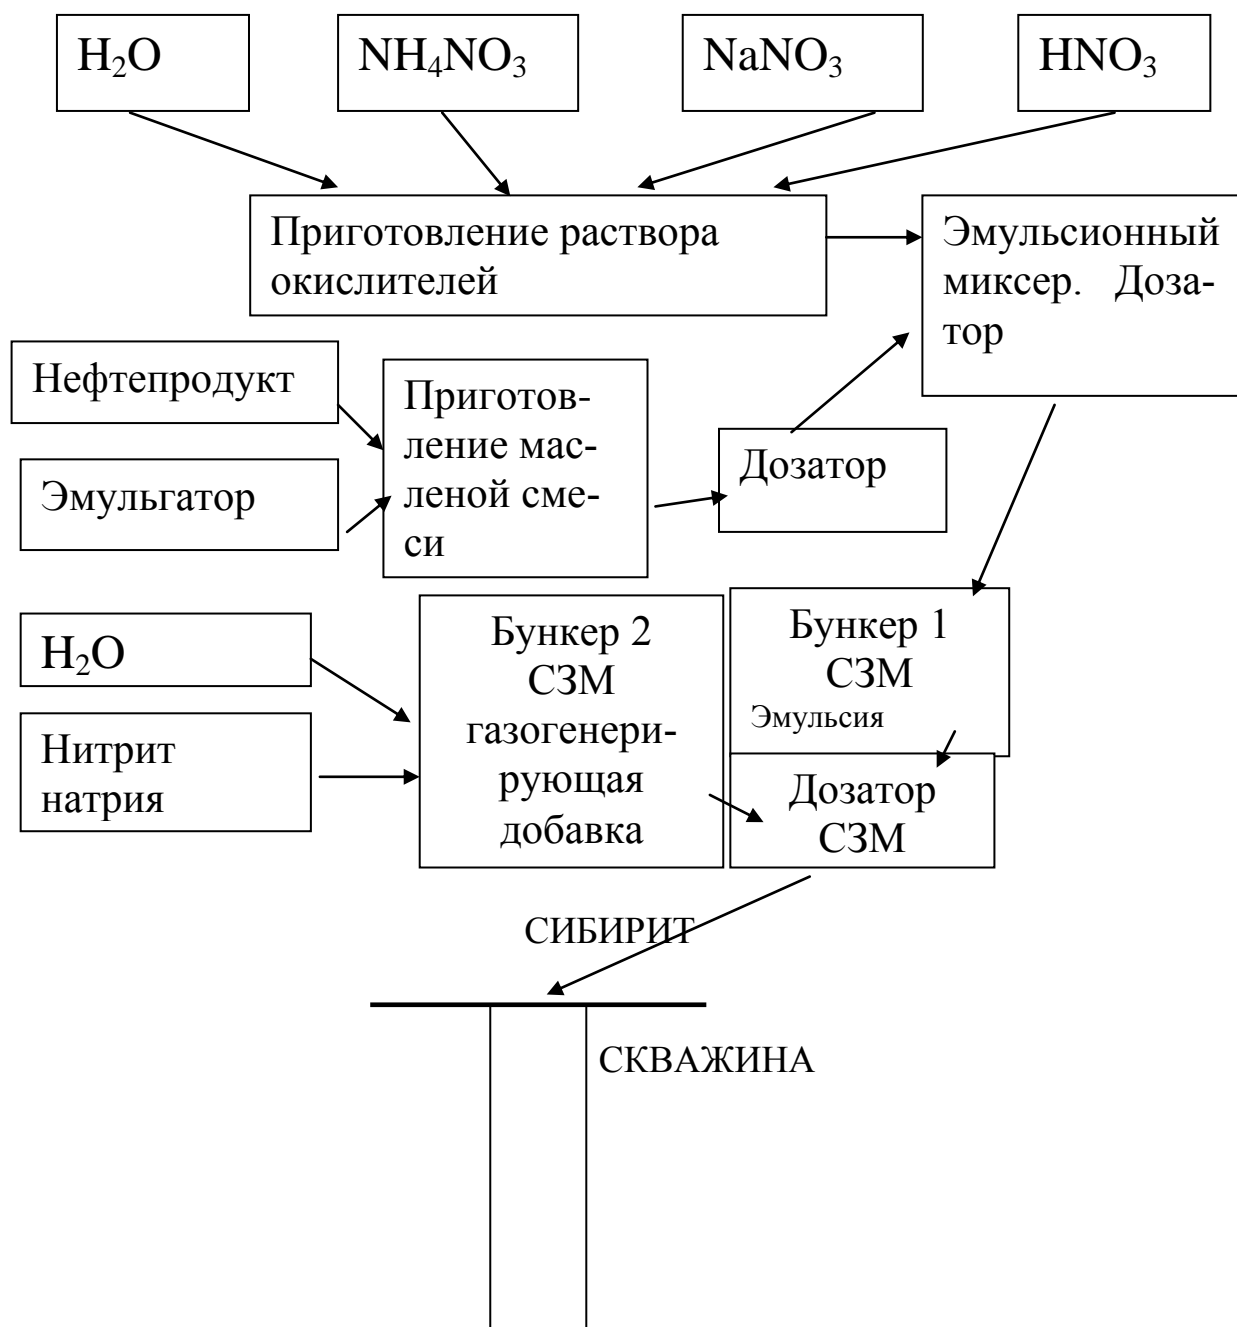 H₂O
NH₄NO₃
NaNO₃
HNO₃
Приготовление раствора
окислителей
Эмульсионный
миксер. Доза-
тор
Нефтепродукт
Эмульгатор
Приготов-
ление мас-
леной сме-
си
Дозатор
H₂O
Нитрит
натрия
Бункер 2
СЗМ
газогенери-
рующая
добавка
Бункер 1
СЗМ
Эмульсия
Дозатор
СЗМ
СИБИРИТ
СКВАЖИНА